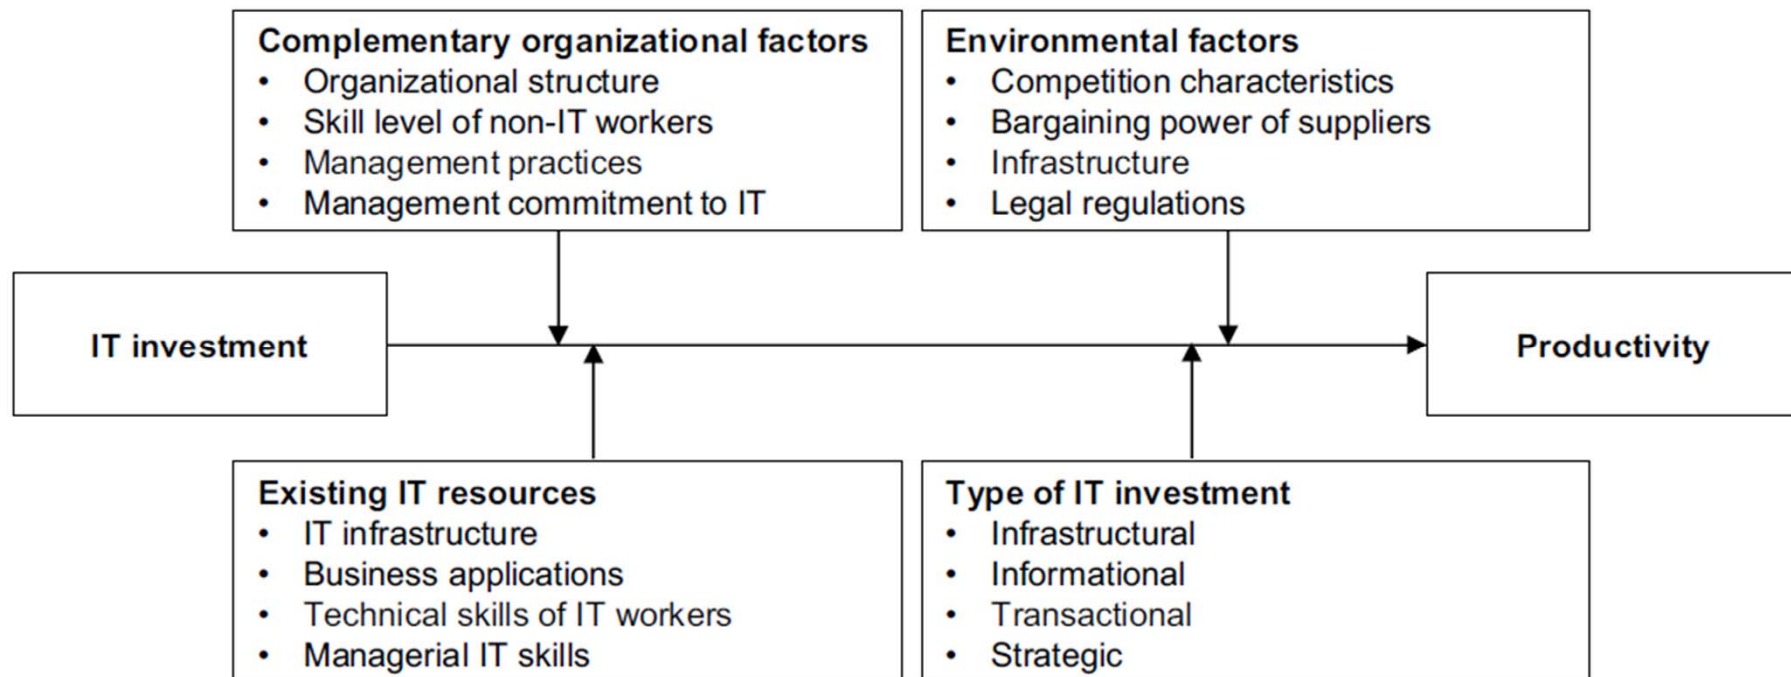 Complementary organizational factors
• Organizational structure
• Skill level of non-IT workers
• Management practices
• Management commitment to IT
Environmental factors
• Competition characteristics
• Bargaining power of suppliers
• Infrastructure
• Legal regulations
IT investment
Productivity
Existing IT resources
• IT infrastructure
• Business applications
• Technical skills of IT workers
• Managerial IT skills
Type of IT investment
• Infrastructural
• Informational
• Transactional
• Strategic